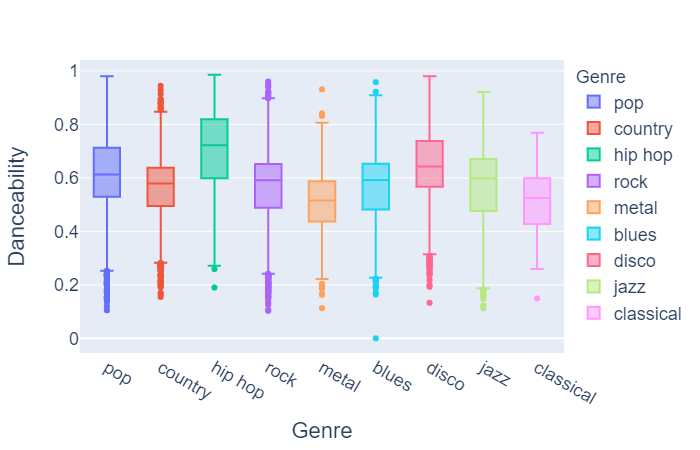 Genre
pop
country
hip hop
rock
metal
blues
disco
jazz
classical
Danceability
1
0.8
0.6
0.4
0.2
0
pop
country
hip hop
rock
metal
blues
disco
jazz
classical
Genre